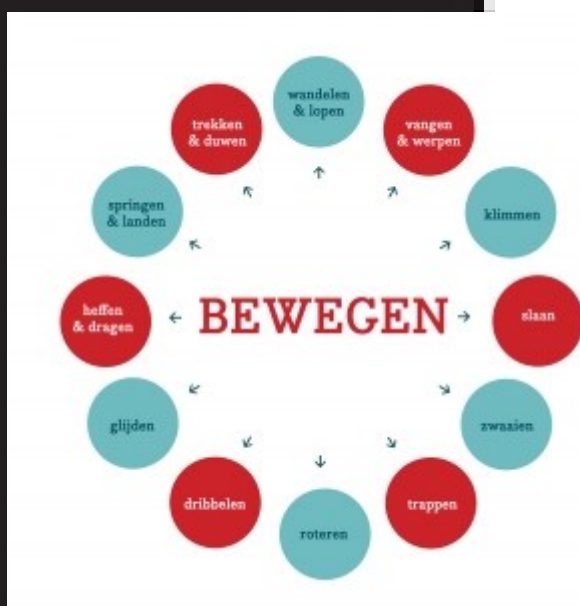 wandelen
& lopen
vangen
& werpen
klimmen
slaan
zwaaien
trappen
roteren
dribbelen
glijden
heffen
& dragen
springen
& landen
trekken
& duwen
BEWEGEN